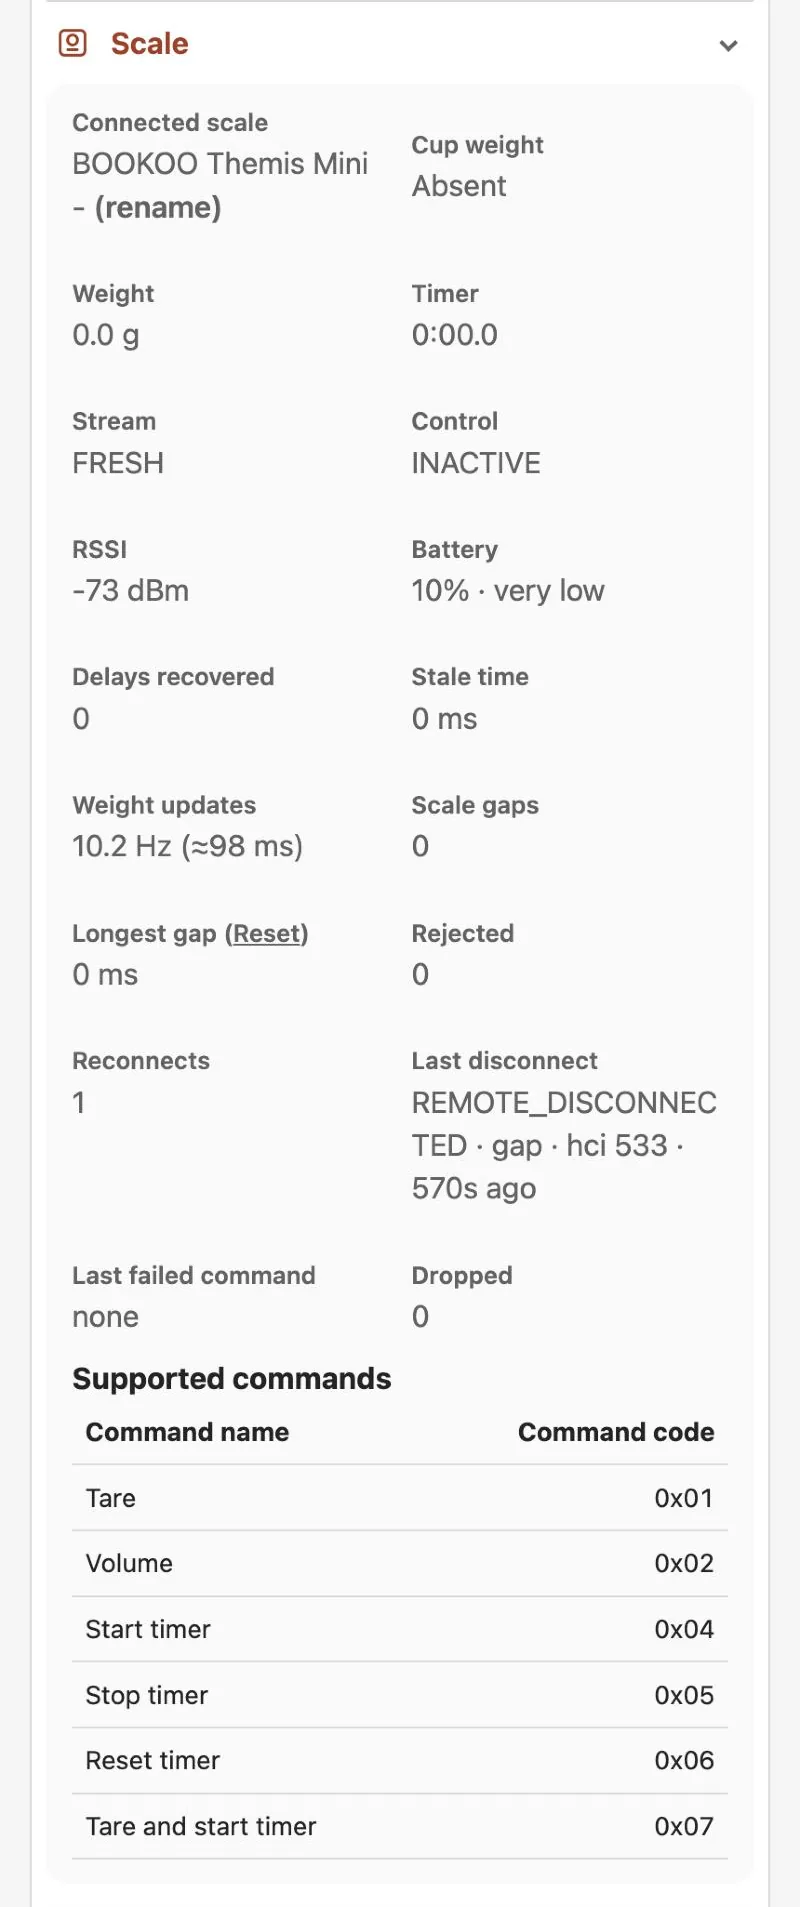 Scale
Connected scale
BOOKOO Themis Mini
- (rename)
Cup weight
Absent
Weight
0.0 g
Timer
0:00.0
Stream
FRESH
Control
INACTIVE
RSSI
-73 dBm
Battery
10% · very low
Delays recovered
0
Stale time
0 ms
Weight updates
10.2 Hz (≈98 ms)
Scale gaps
0
Longest gap (Reset)
0 ms
Rejected
0
Reconnects
1
Last disconnect
REMOTE_DISCONNEC
TED · gap · hci 533 ·
570s ago
Last failed command
none
Dropped
0
Supported commands
Command name Command code
Tare 0x01
Volume 0x02
Start timer 0x04
Stop timer 0x05
Reset timer 0x06
Tare and start timer 0x07